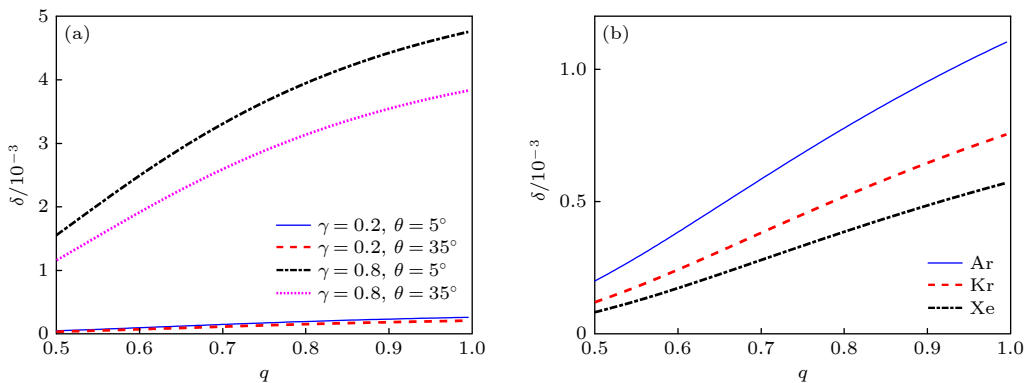 (a)
5
4
3
2
1
0
δ/10⁻³
γ = 0.2, θ = 5°
γ = 0.2, θ = 35°
γ = 0.8, θ = 5°
γ = 0.8, θ = 35°
0.5 0.6 0.7 0.8 0.9 1.0
q
(b)
1.0
0.5
0
δ/10⁻³
Ar
Kr
Xe
0.5 0.6 0.7 0.8 0.9 1.0
q